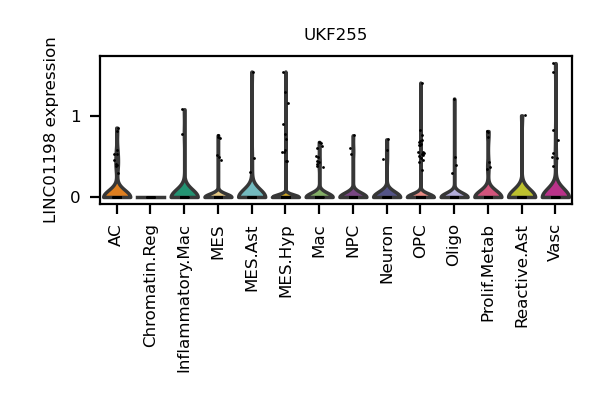 UKF255
LINC01198 expression
1
0
AC
Chromatin.Reg
Inflammatory.Mac
MES
MES.Ast
MES.Hyp
Mac
NPC
Neuron
OPC
Oligo
Prolif.Metab
Reactive.Ast
Vasc